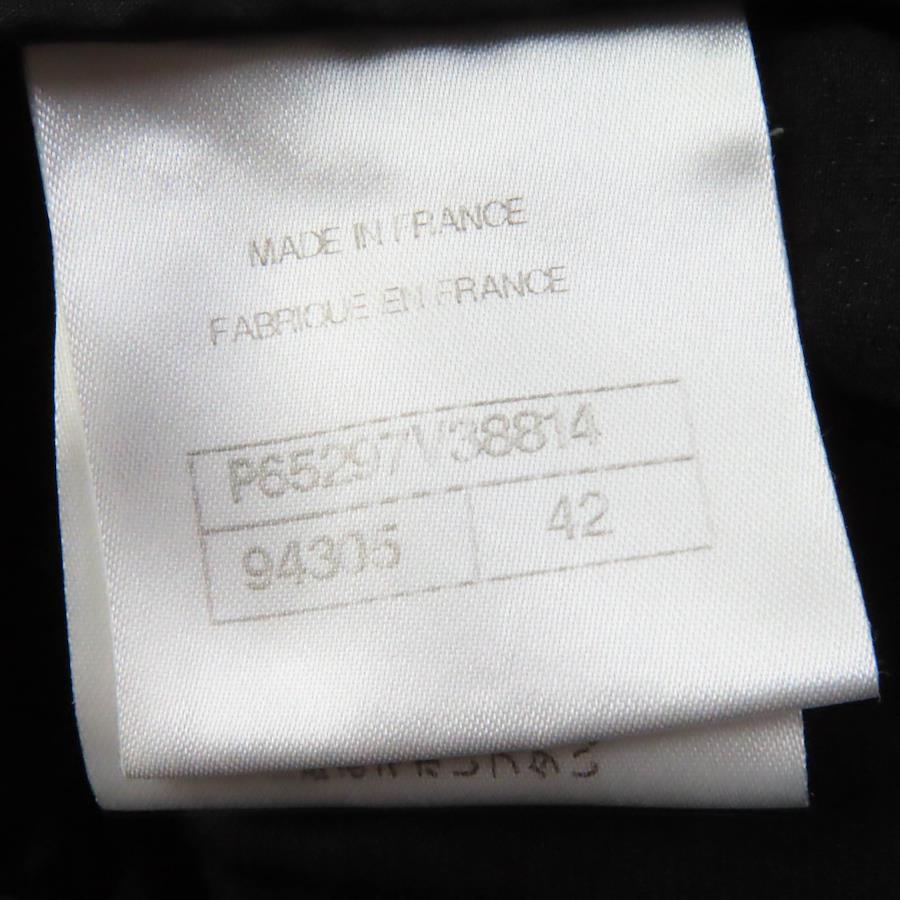 MADE IN FRANCE
FABRIQUE EN FRANCE
P65297V38814
94305 42